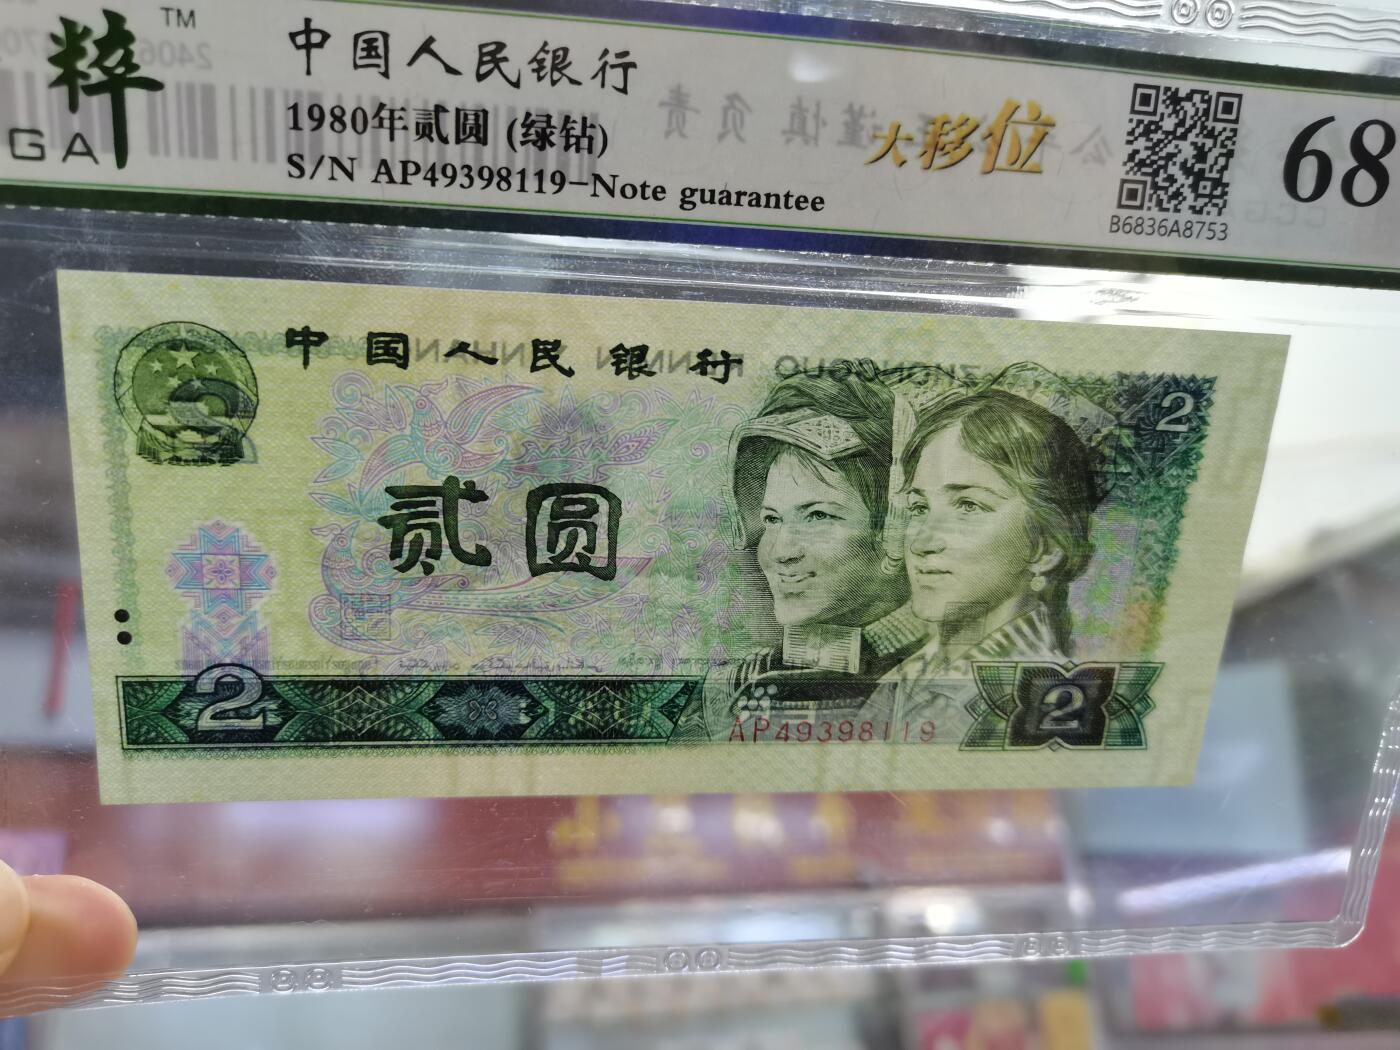 粹 TM
GA
中国人民银行
1980年贰圆 (绿钻)
S/N AP49398119-Note guarantee
大移位
B6836A8753
68
中国人民银行
2
贰圆
2
AP49398119
2